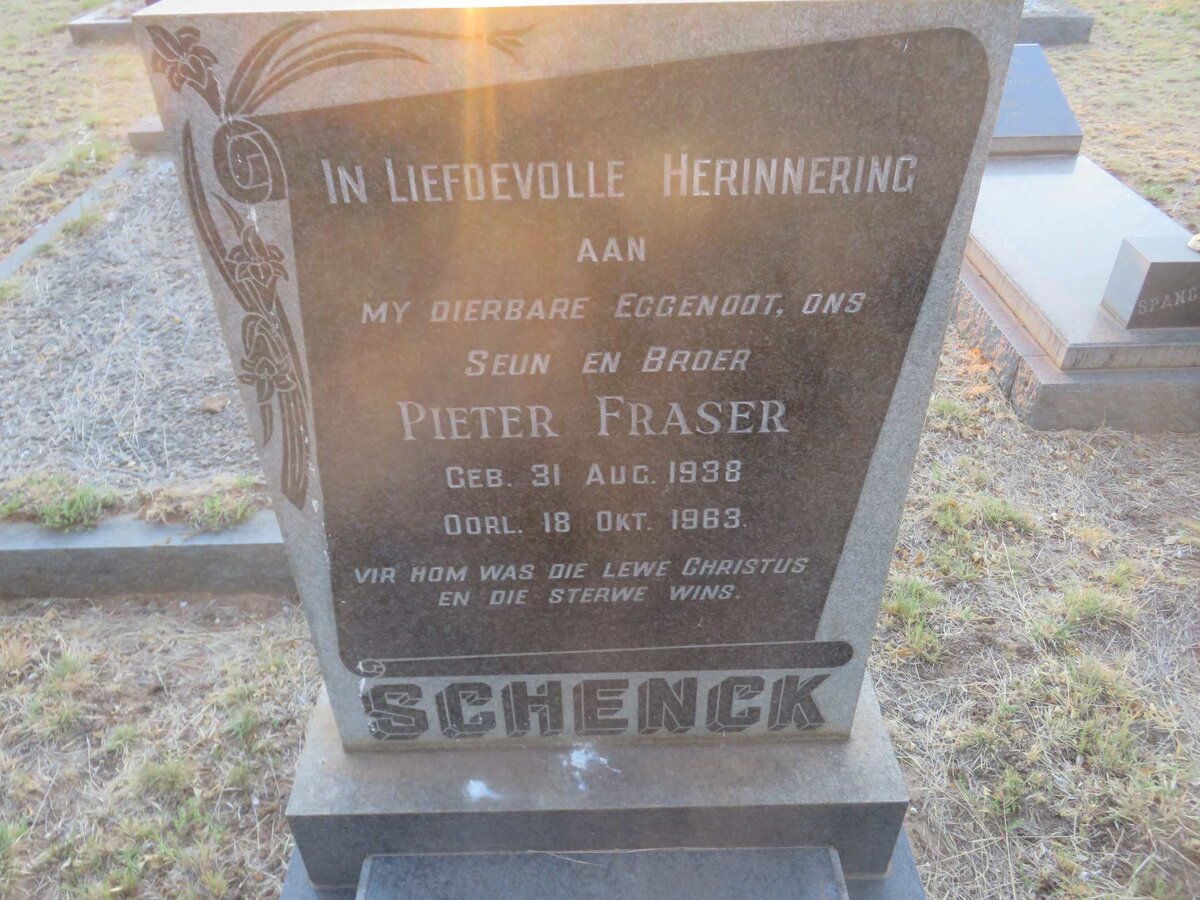 In Liefdevolle Herinnering
aan
my dierbare Eggenoot, ons
Seun en Broer
Pieter Fraser
Geb. 31 Aug. 1938
Oorl. 18 Okt. 1963.
vir hom was die lewe Christus
en die sterwe wins.
SCHENCK